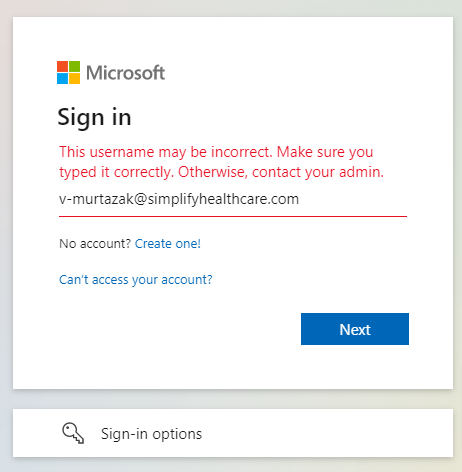 Microsoft
Sign in
This username may be incorrect. Make sure you
typed it correctly. Otherwise, contact your admin.
v-murtazak@simplifyhealthcare.com
No account? Create one!
Can't access your account?
Next
Sign-in options